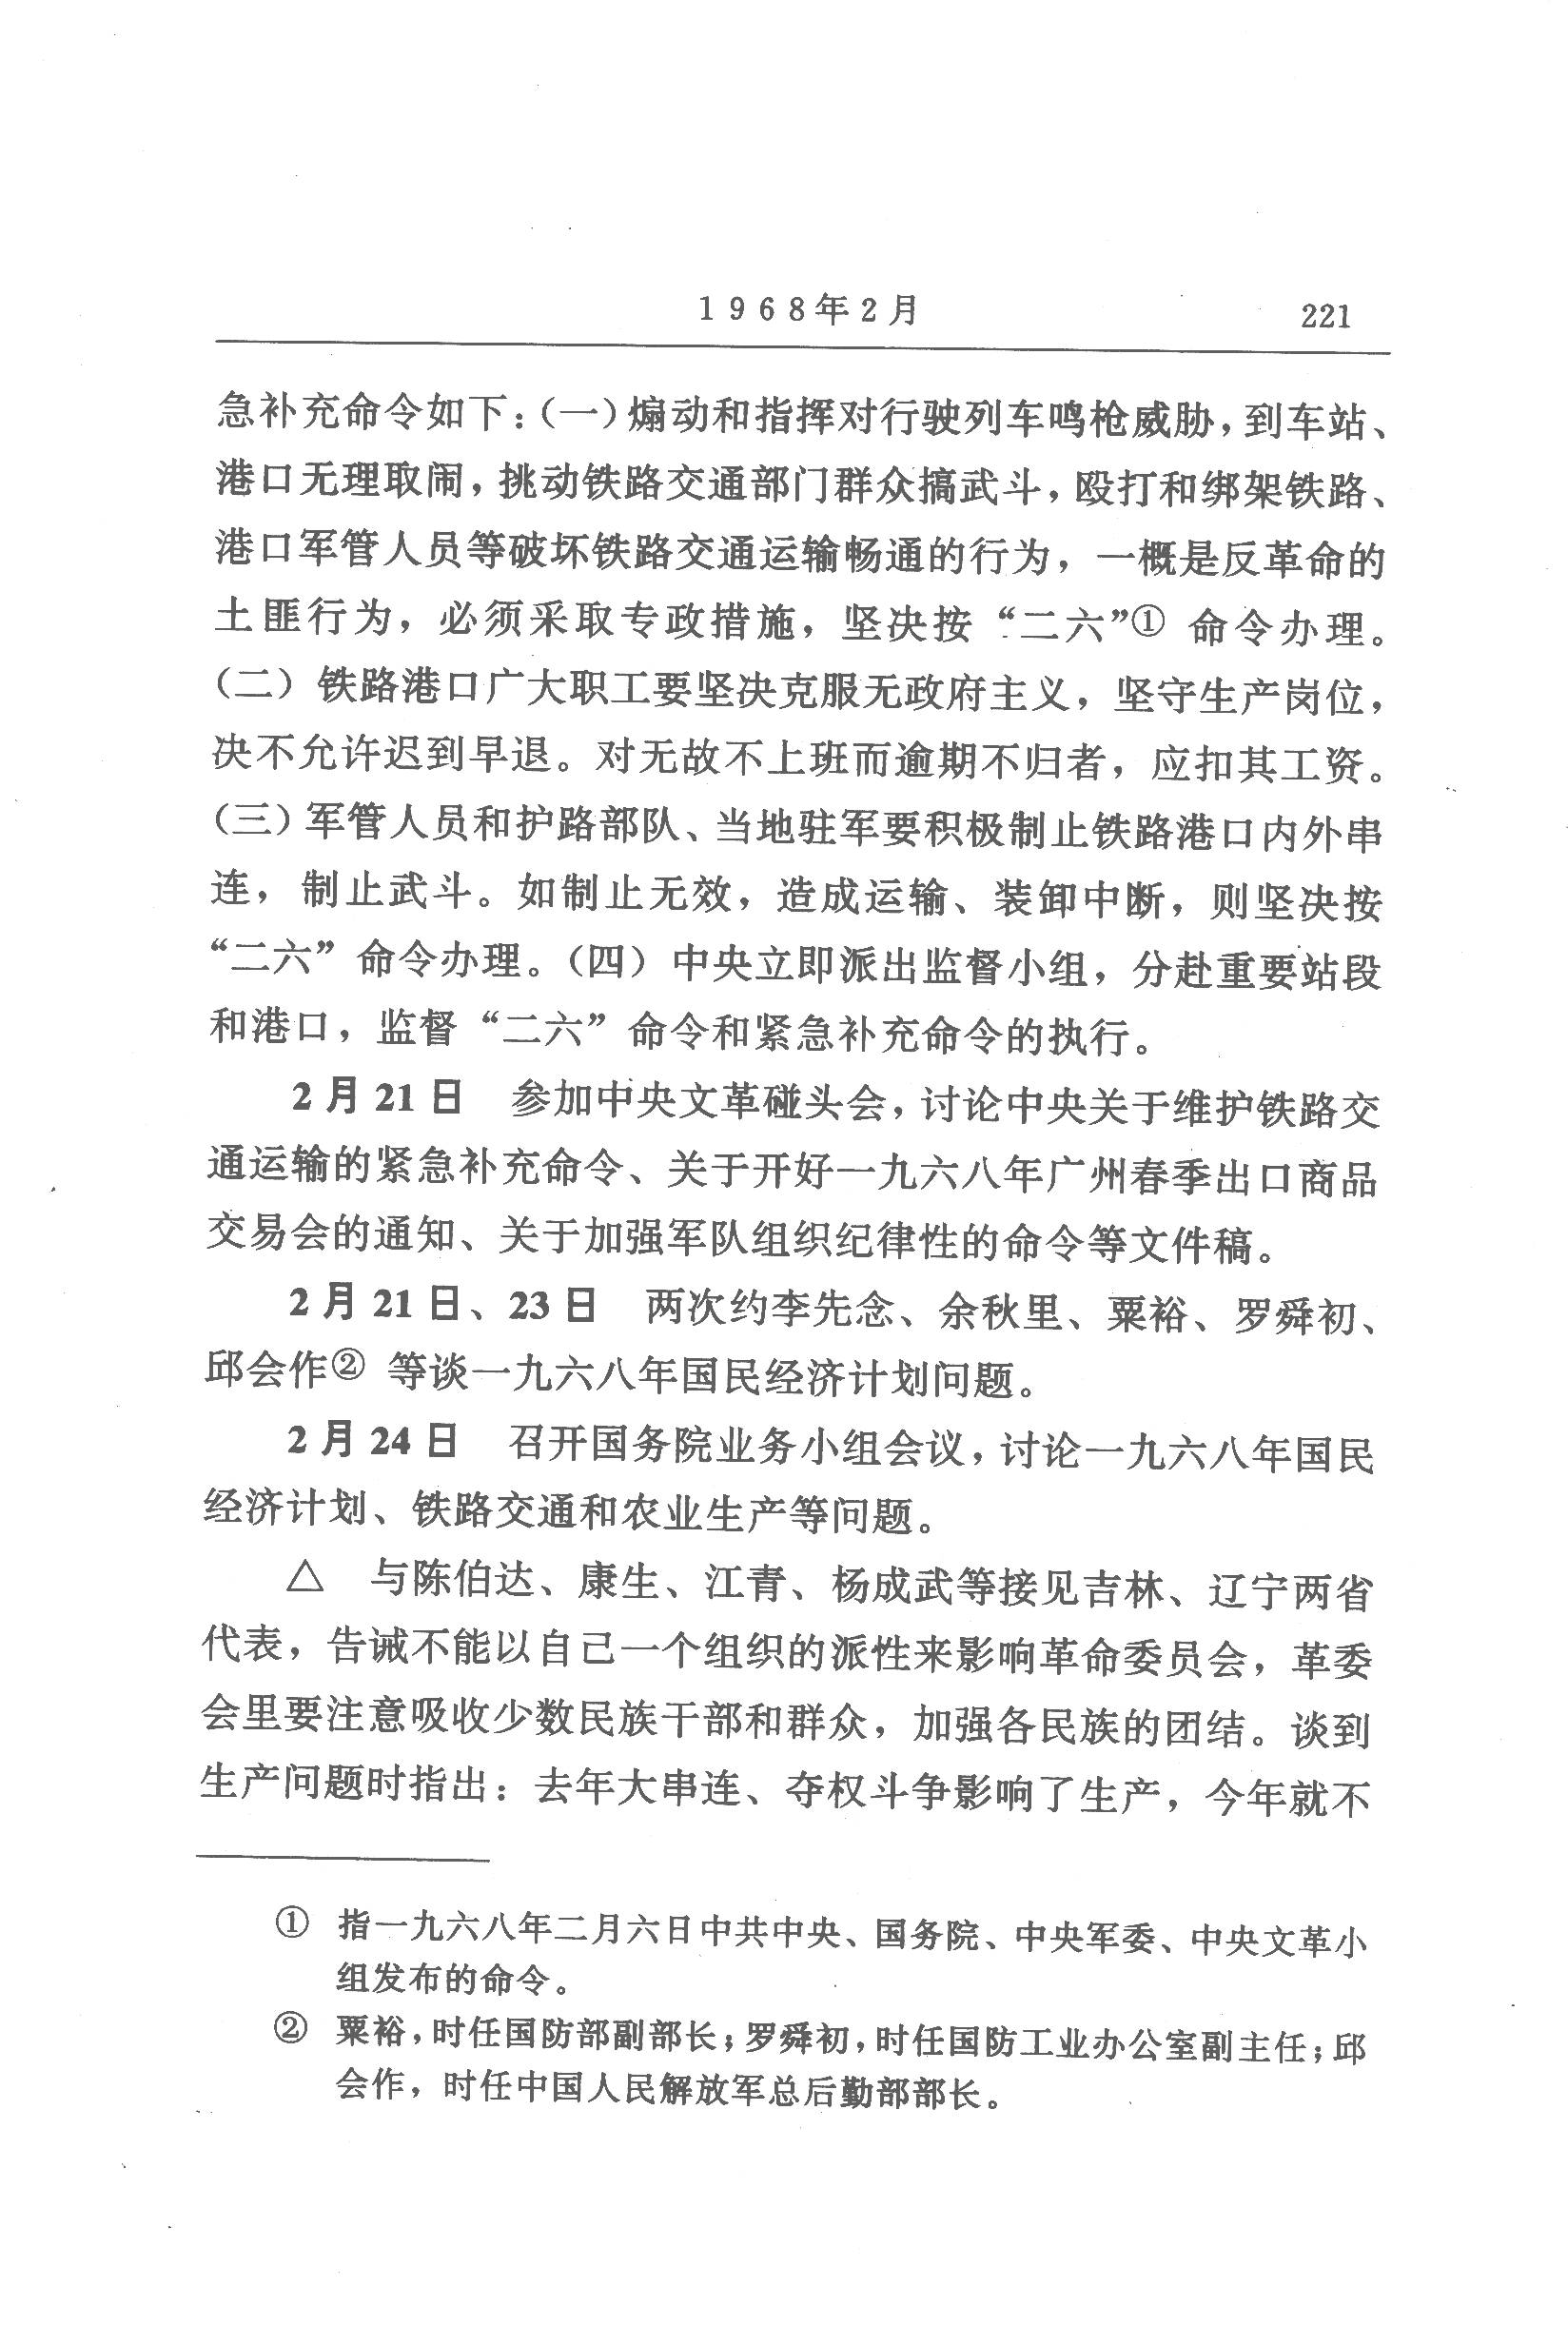 1968年2月 221
急补充命令如下：（一）煽动和指挥对行驶列车鸣枪威胁，到车站、
港口无理取闹，挑动铁路交通部门群众搞武斗，殴打和绑架铁路、
港口军管人员等破坏铁路交通运输畅通的行为，一概是反革命的
土匪行为，必须采取专政措施，坚决按“二六”① 命令办理。
（二）铁路港口广大职工要坚决克服无政府主义，坚守生产岗位，
决不允许迟到早退。对无故不上班而逾期不归者，应扣其工资。
（三）军管人员和护路部队、当地驻军要积极制止铁路港口内外串
连，制止武斗。如制止无效，造成运输、装卸中断，则坚决按
“二六”命令办理。（四）中央立即派出监督小组，分赴重要站段
和港口，监督“二六”命令和紧急补充命令的执行。
2月21日 参加中央文革碰头会，讨论中央关于维护铁路交
通运输的紧急补充命令、关于开好一九六八年广州春季出口商品
交易会的通知、关于加强军队组织纪律性的命令等文件稿。
2月21日、23日 两次约李先念、余秋里、粟裕、罗舜初、
邱会作② 等谈一九六八年国民经济计划问题。
2月24日 召开国务院业务小组会议，讨论一九六八年国民
经济计划、铁路交通和农业生产等问题。
△ 与陈伯达、康生、江青、杨成武等接见吉林、辽宁两省
代表，告诫不能以自己一个组织的派性来影响革命委员会，革委
会里要注意吸收少数民族干部和群众，加强各民族的团结。谈到
生产问题时指出：去年大串连、夺权斗争影响了生产，今年就不
① 指一九六八年二月六日中共中央、国务院、中央军委、中央文革小
组发布的命令。
② 粟裕，时任国防部副部长；罗舜初，时任国防工业办公室副主任；邱
会作，时任中国人民解放军总后勤部部长。